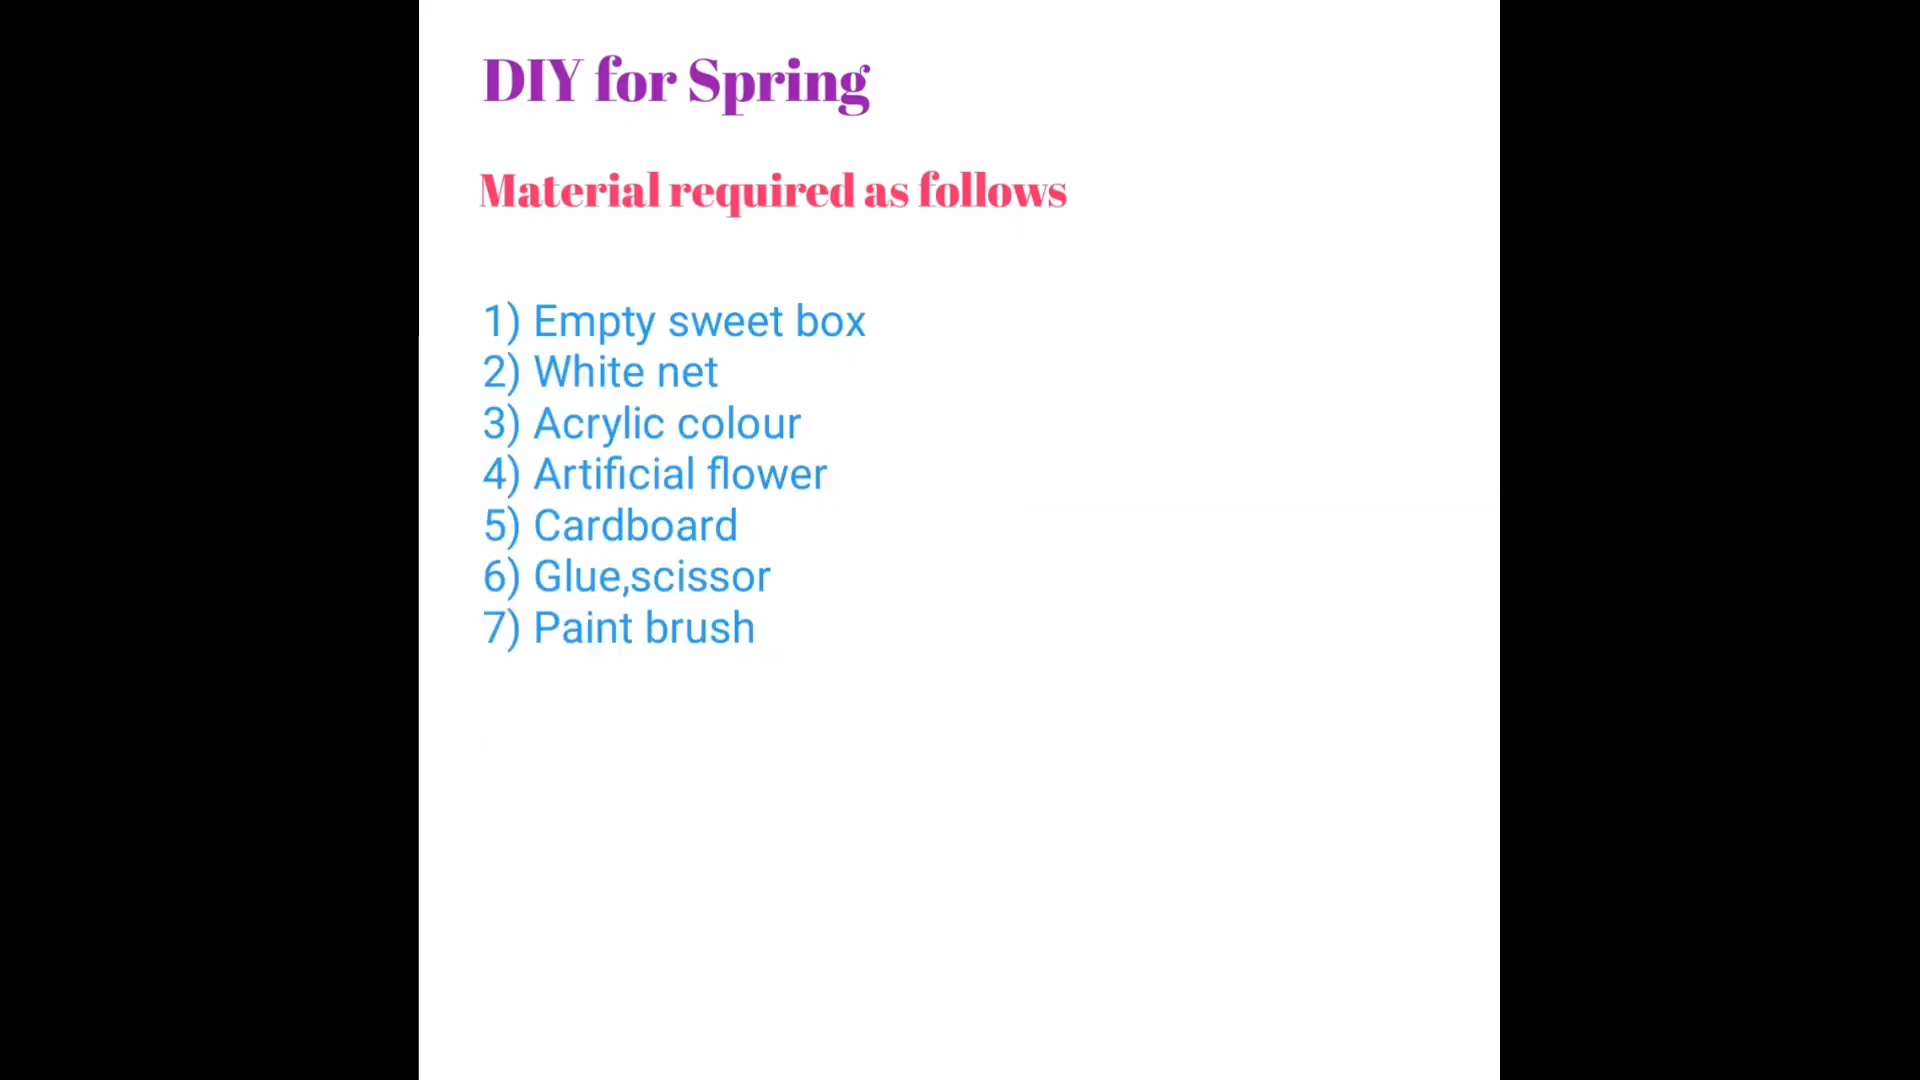 DIY for Spring
Material required as follows
1) Empty sweet box
2) White net
3) Acrylic colour
4) Artificial flower
5) Cardboard
6) Glue,scissor
7) Paint brush